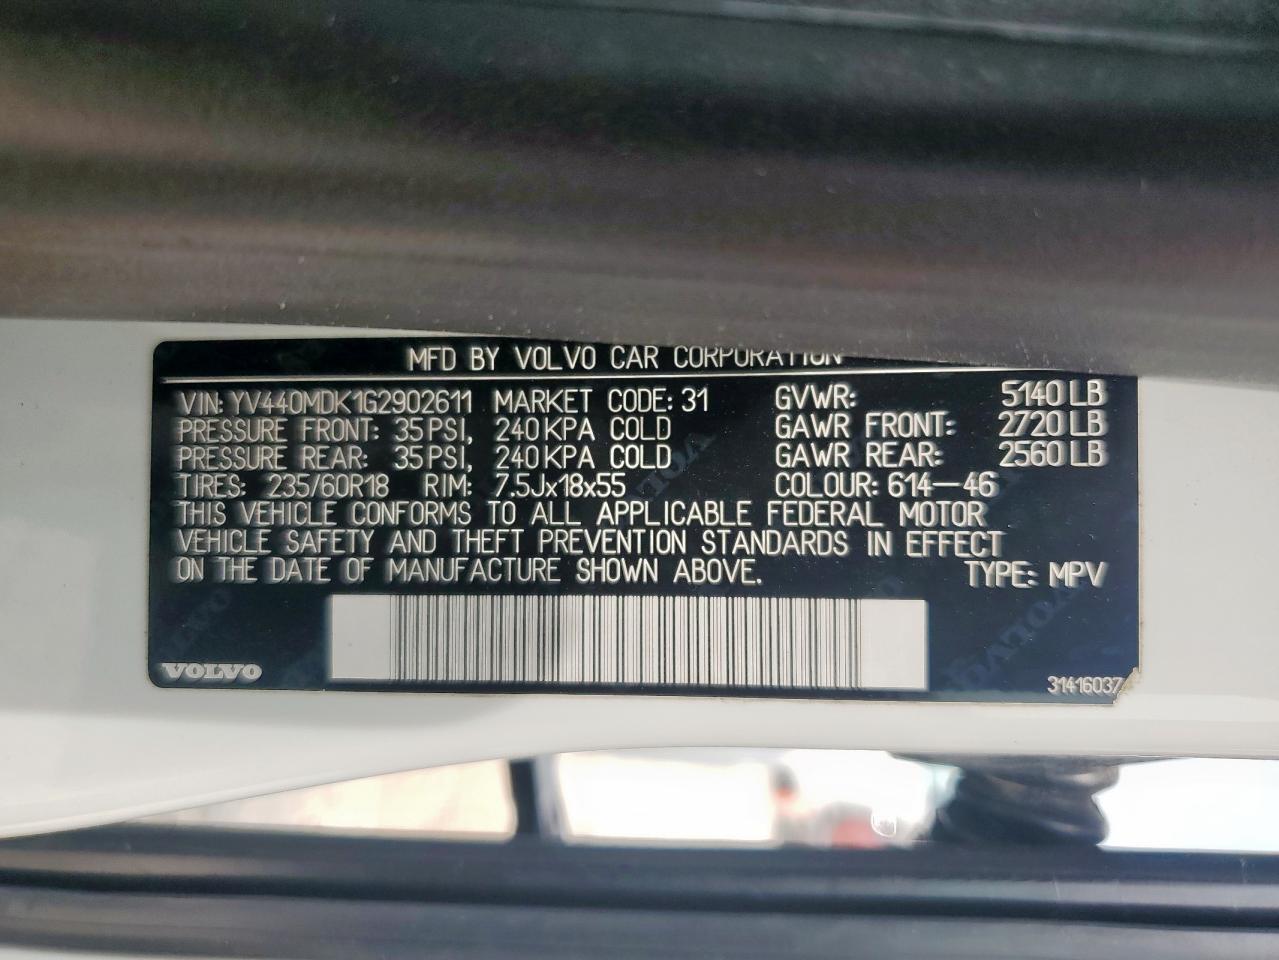 MFD BY VOLVO CAR CORPORATION
VIN: YV440MDK1G2902611 MARKET CODE: 31 GVWR: 5140 LB
PRESSURE FRONT: 35 PSI, 240 KPA COLD GAWR FRONT: 2720 LB
PRESSURE REAR: 35 PSI, 240 KPA COLD GAWR REAR: 2560 LB
TIRES: 235/60R18 RIM: 7.5Jx18x55 COLOUR: 614-46
THIS VEHICLE CONFORMS TO ALL APPLICABLE FEDERAL MOTOR
VEHICLE SAFETY AND THEFT PREVENTION STANDARDS IN EFFECT
ON THE DATE OF MANUFACTURE SHOWN ABOVE. TYPE: MPV
VOLVO 31416037